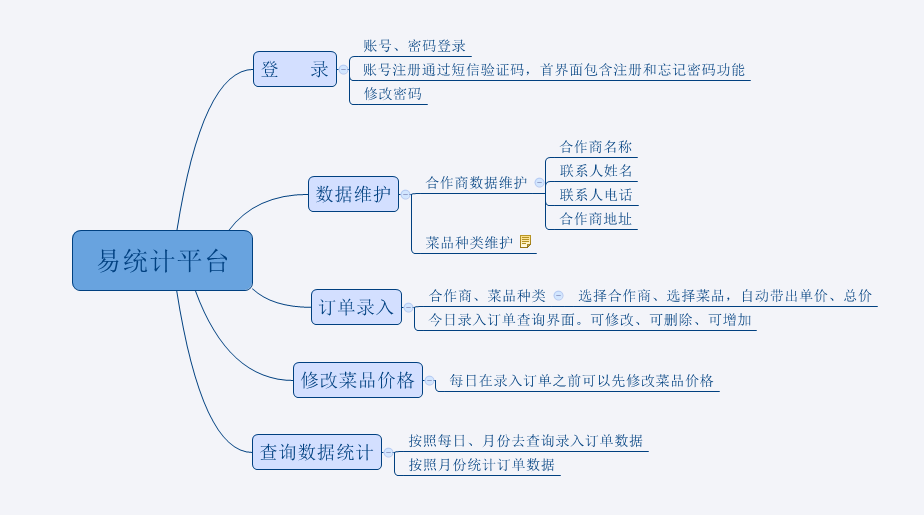 易统计平台
登 录
账号、密码登录
账号注册通过短信验证码，首界面包含注册和忘记密码功能
修改密码
数据维护
合作商数据维护
合作商名称
联系人姓名
联系人电话
合作商地址
菜品种类维护
订单录入
合作商、菜品种类
选择合作商、选择菜品，自动带出单价、总价
今日录入订单查询界面。可修改、可删除、可增加
修改菜品价格
每日在录入订单之前可以先修改菜品价格
查询数据统计
按照每日、月份去查询录入订单数据
按照月份统计订单数据